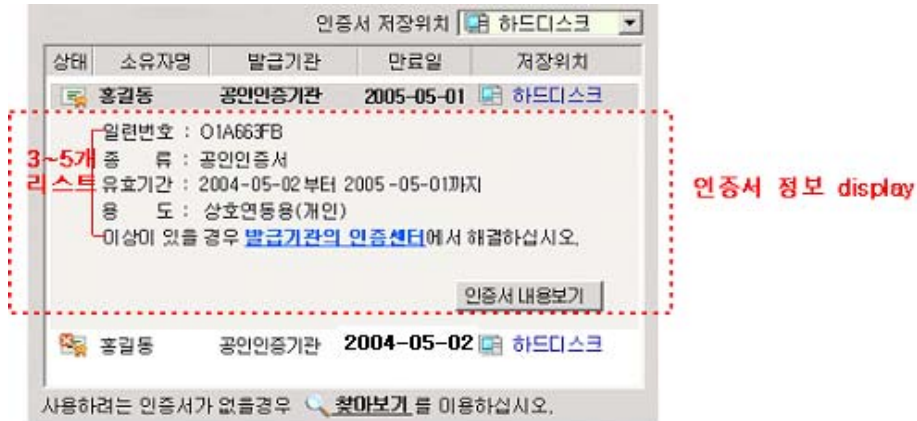 인증서 저장위치 하드디스크
상태 소유자명 발급기관 만료일 저장위치
홍길동 공인인증기관 2005-05-01 하드디스크
일련번호 : 01A663FB
종 류 : 공인인증서
유효기간 : 2004-05-02부터 2005-05-01까지
용 도 : 상호연동용(개인)
이상이 있을 경우 발급기관의 인증센터에서 해결하십시오.
3~5개
리스트
인증서 정보 display
인증서 내용보기
홍길동 공인인증기관 2004-05-02 하드디스크
사용하려는 인증서가 없을경우 찾아보기 를 이용하십시오.